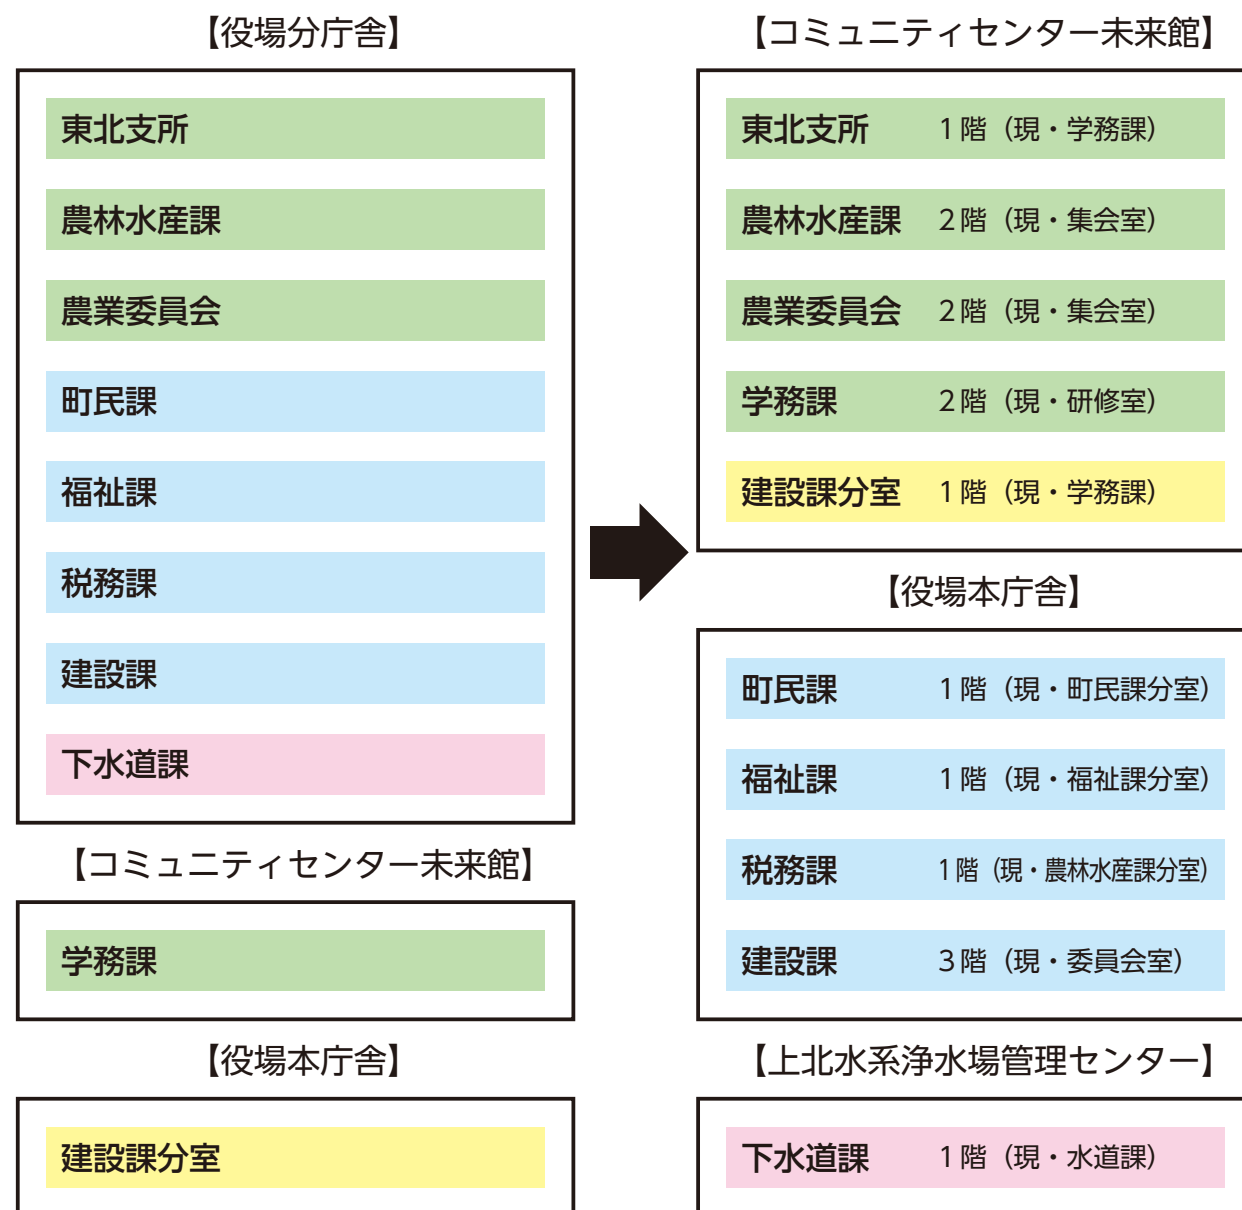 【役場分庁舎】
東北支所
農林水産課
農業委員会
町民課
福祉課
税務課
建設課
下水道課
【コミュニティセンター未来館】
学務課
【役場本庁舎】
建設課分室
【コミュニティセンター未来館】
東北支所 1階（現・学務課）
農林水産課 2階（現・集会室）
農業委員会 2階（現・集会室）
学務課 2階（現・研修室）
建設課分室 1階（現・学務課）
【役場本庁舎】
町民課 1階（現・町民課分室）
福祉課 1階（現・福祉課分室）
税務課 1階（現・農林水産課分室）
建設課 3階（現・委員会室）
【上北水系浄水場管理センター】
下水道課 1階（現・水道課）